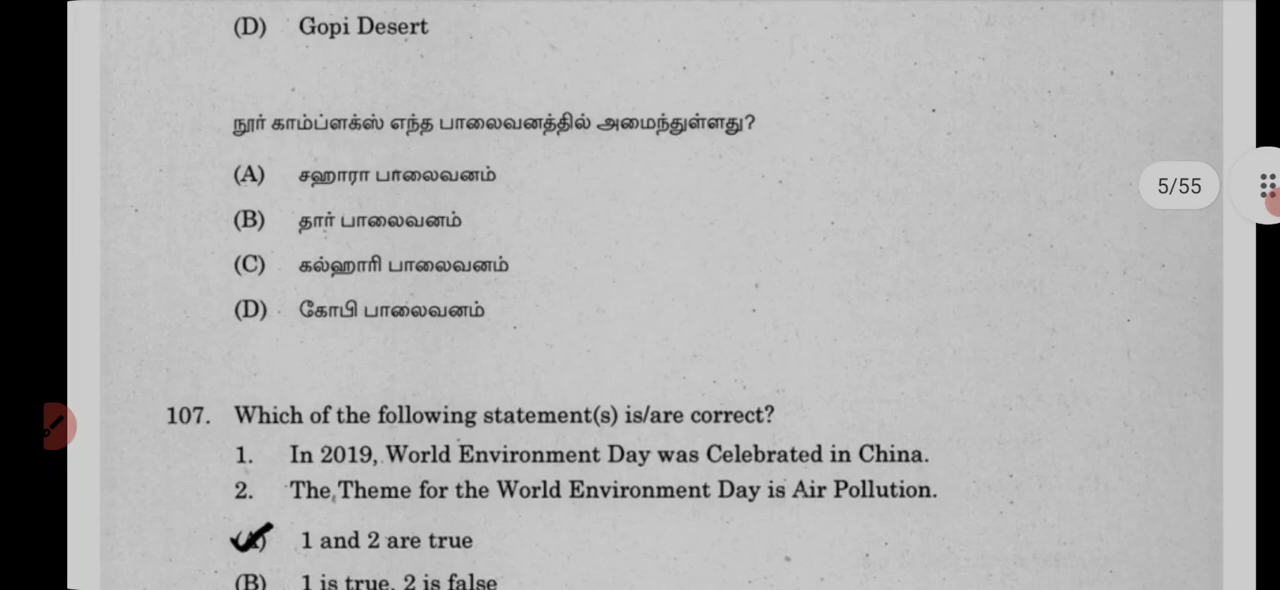 (D) Gopi Desert
நூர் காம்ப்ளக்ஸ் எந்த பாலைவனத்தில் அமைந்துள்ளது?
(A) சஹாரா பாலைவனம்
(B) தார் பாலைவனம்
(C) கல்ஹாரி பாலைவனம்
(D) கோபி பாலைவனம்
5/55
107. Which of the following statement(s) is/are correct?
1. In 2019, World Environment Day was Celebrated in China.
2. The Theme for the World Environment Day is Air Pollution.
(A) 1 and 2 are true
(B) 1 is true, 2 is false